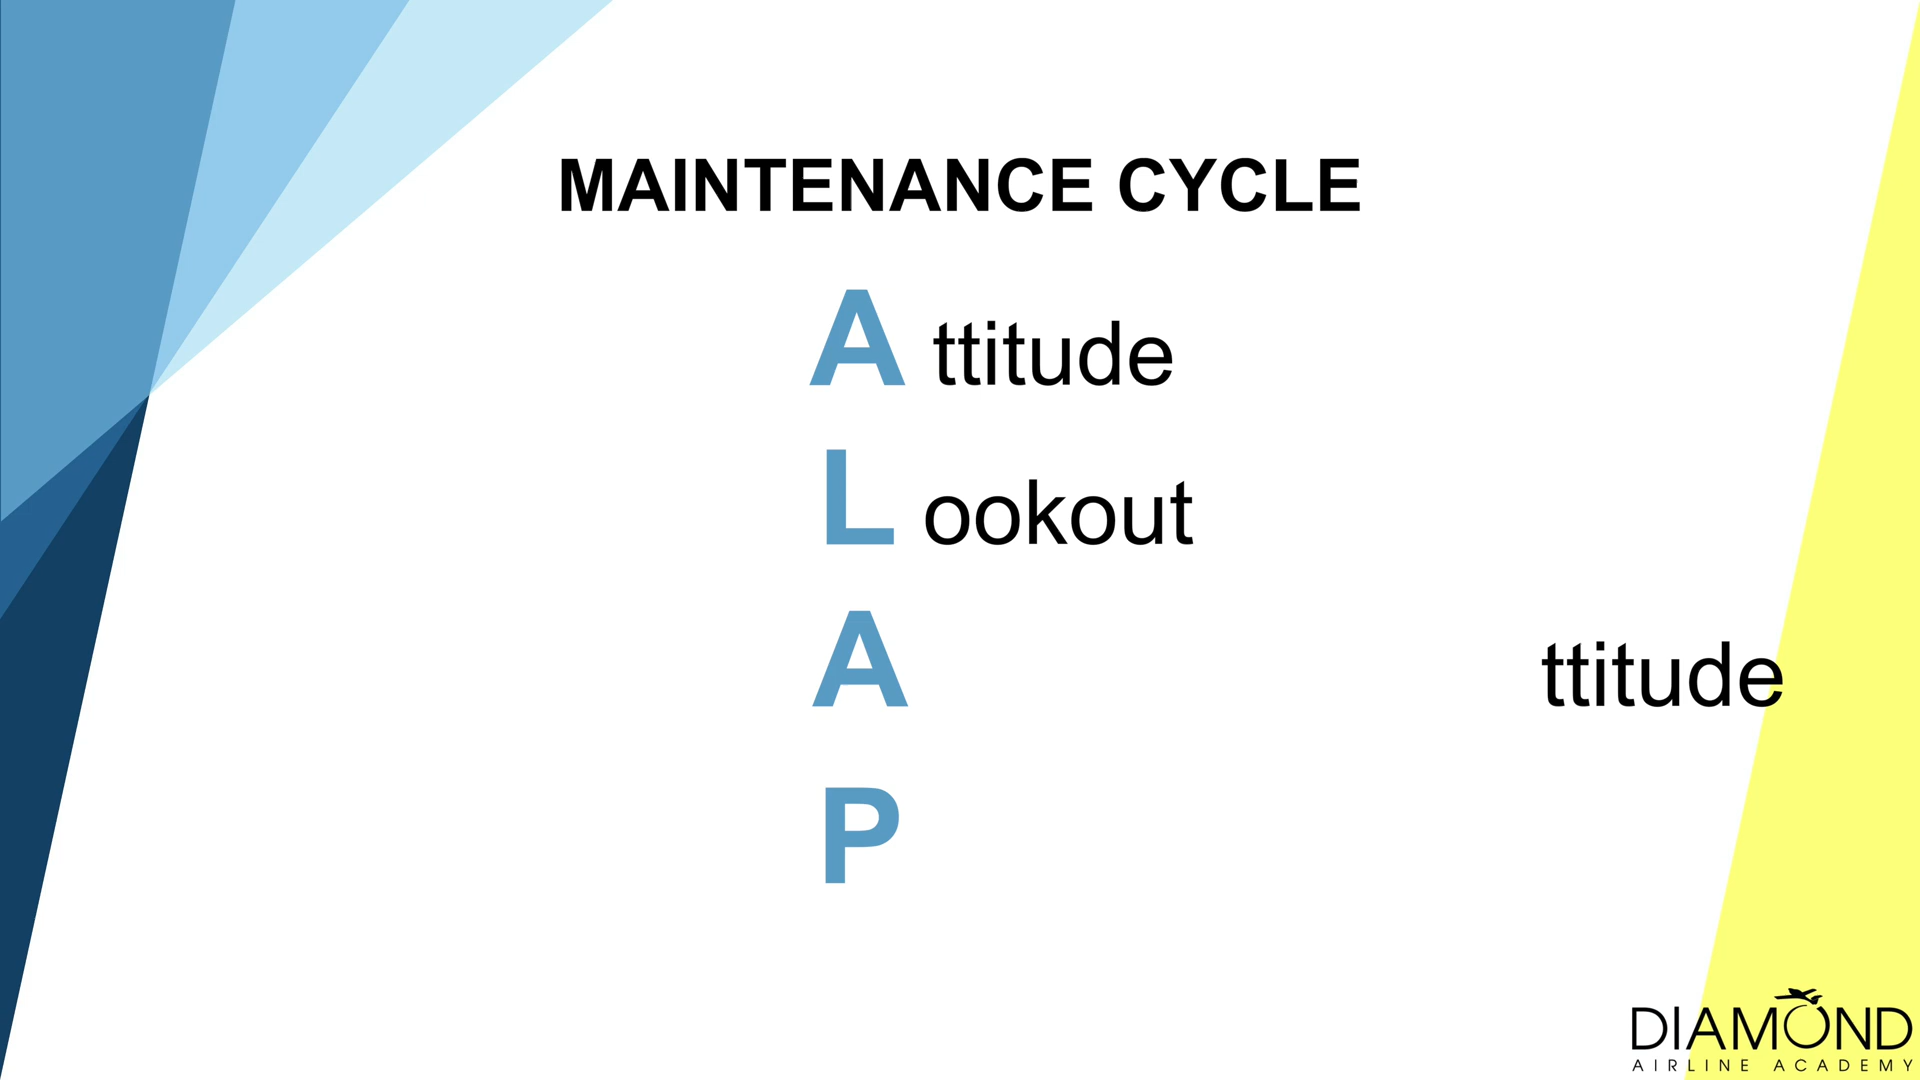 MAINTENANCE CYCLE
A ttitude
L ookout
A ttitude
P
DIAMOND
AIRLINE ACADEMY